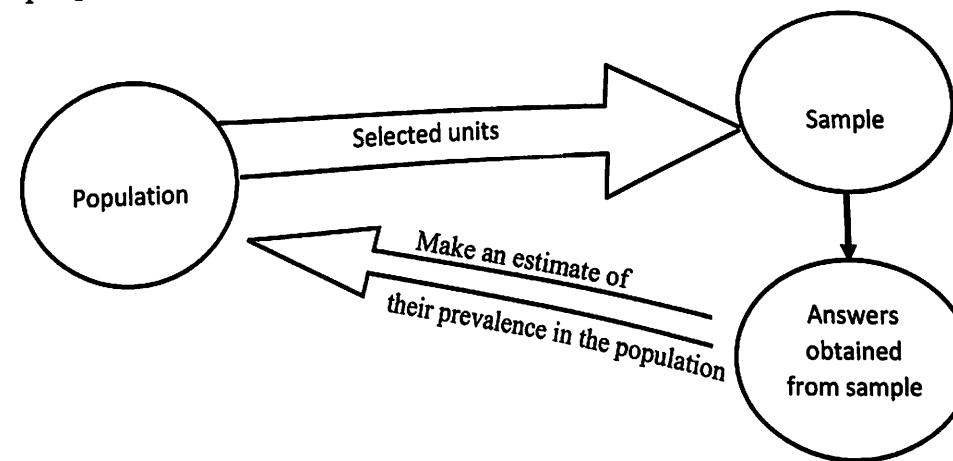 Population
Selected units
Sample
Make an estimate of
their prevalence in the population
Answers
obtained
from sample